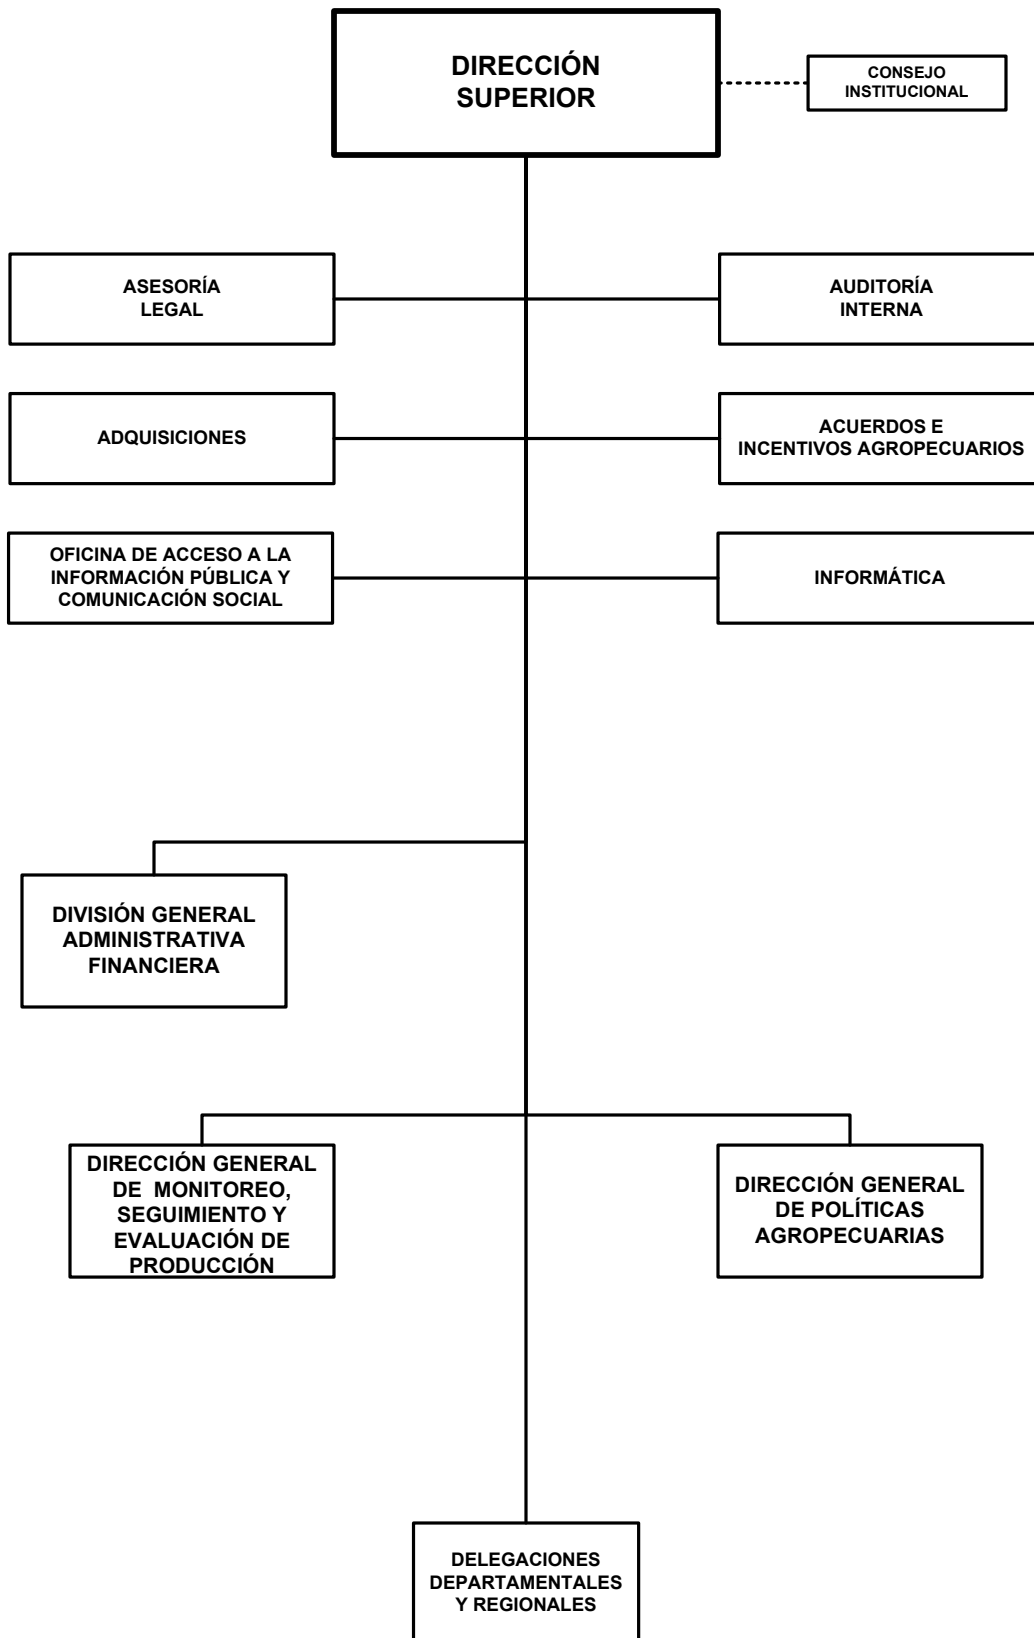 DIRECCIÓN
SUPERIOR
CONSEJO
INSTITUCIONAL
ASESORÍA
LEGAL
AUDITORÍA
INTERNA
ADQUISICIONES
ACUERDOS E
INCENTIVOS AGROPECUARIOS
OFICINA DE ACCESO A LA
INFORMACIÓN PÚBLICA Y
COMUNICACIÓN SOCIAL
INFORMÁTICA
DIVISIÓN GENERAL
ADMINISTRATIVA
FINANCIERA
DIRECCIÓN GENERAL
DE MONITOREO,
SEGUIMIENTO Y
EVALUACIÓN DE
PRODUCCIÓN
DIRECCIÓN GENERAL
DE POLÍTICAS
AGROPECUARIAS
DELEGACIONES
DEPARTAMENTALES
Y REGIONALES